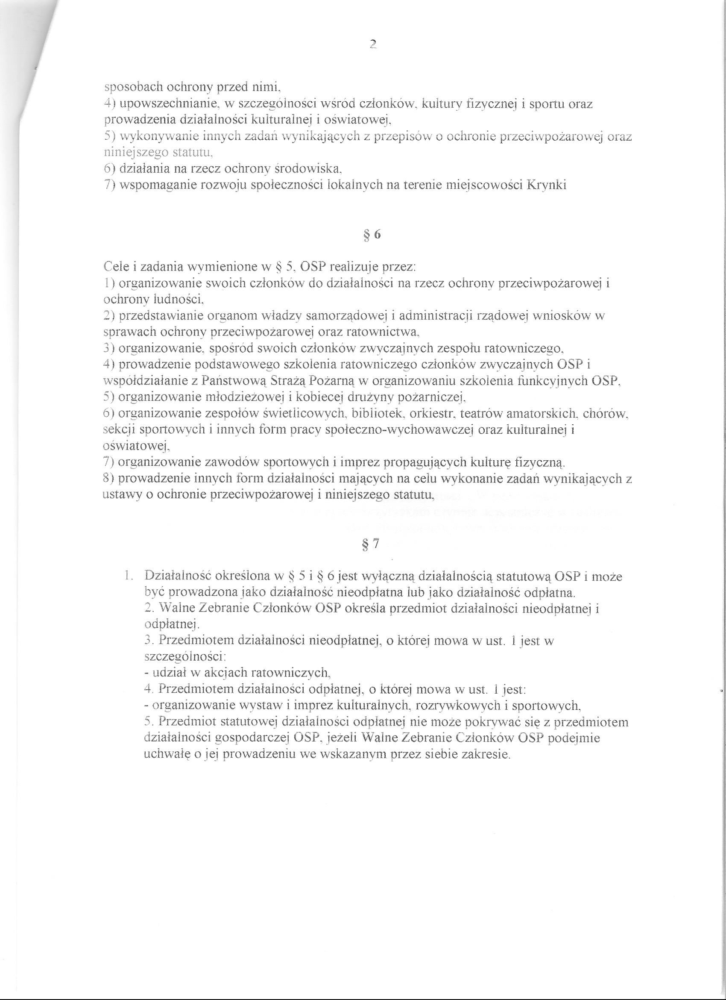 2
sposobach ochrony przed nimi,
4) upowszechnianie, w szczególności wśród członków, kultury fizycznej i sportu oraz
prowadzenia działalności kulturalnej i oświatowej,
5) wykonywanie innych zadań wynikających z przepisów o ochronie przeciwpożarowej oraz
niniejszego statutu,
6) działania na rzecz ochrony środowiska,
7) wspomaganie rozwoju społeczności lokalnych na terenie miejscowości Krynki
§ 6
Cele i zadania wymienione w § 5, OSP realizuje przez:
1) organizowanie swoich członków do działalności na rzecz ochrony przeciwpożarowej i
ochrony ludności,
2) przedstawianie organom władzy samorządowej i administracji rządowej wniosków w
sprawach ochrony przeciwpożarowej oraz ratownictwa,
3) organizowanie, spośród swoich członków zwyczajnych zespołu ratowniczego,
4) prowadzenie podstawowego szkolenia ratowniczego członków zwyczajnych OSP i
współdziałanie z Państwową Strażą Pożarną w organizowaniu szkolenia funkcyjnych OSP,
5) organizowanie młodzieżowej i kobiecej drużyny pożarniczej,
6) organizowanie zespołów świetlicowych, bibliotek, orkiestr, teatrów amatorskich, chórów,
sekcji sportowych i innych form pracy społeczno-wychowawczej oraz kulturalnej i
oświatowej,
7) organizowanie zawodów sportowych i imprez propagujących kulturę fizyczną.
8) prowadzenie innych form działalności mających na celu wykonanie zadań wynikających z
ustawy o ochronie przeciwpożarowej i niniejszego statutu,
§ 7
1. Działalność określona w § 5 i § 6 jest wyłączną działalnością statutową OSP i może
być prowadzona jako działalność nieodpłatna lub jako działalność odpłatna.
2. Walne Zebranie Członków OSP określa przedmiot działalności nieodpłatnej i
odpłatnej.
3. Przedmiotem działalności nieodpłatnej, o której mowa w ust. 1 jest w
szczególności:
- udział w akcjach ratowniczych,
4. Przedmiotem działalności odpłatnej, o której mowa w ust. 1 jest:
- organizowanie wystaw i imprez kulturalnych, rozrywkowych i sportowych,
5. Przedmiot statutowej działalności odpłatnej nie może pokrywać się z przedmiotem
działalności gospodarczej OSP, jeżeli Walne Zebranie Członków OSP podejmie
uchwałę o jej prowadzeniu we wskazanym przez siebie zakresie.